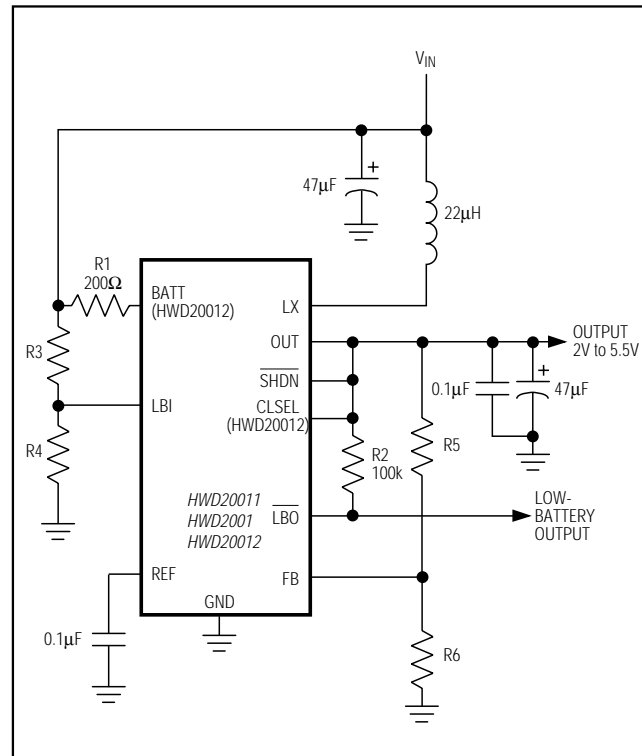 VIN
47µF
+
22µH
R1
200Ω
BATT
(HWD20012)
LX
OUT
OUTPUT
2V to 5.5V
R3
SHDN
0.1µF
+
47µF
LBI
CLSEL
(HWD20012)
R4
R2
100k
R5
HWD20011
HWD2001
HWD20012
LBO
LOW-
BATTERY
OUTPUT
REF
FB
GND
0.1µF
R6